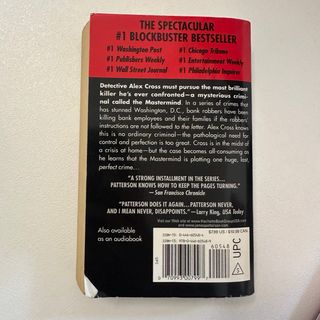 THE SPECTACULAR
#1 BLOCKBUSTER BESTSELLER
#1 Washington Post #1 Chicago Tribune
#1 Publishers Weekly #1 Entertainment Weekly
#1 Wall Street Journal #1 Philadelphia Inquirer
Detective Alex Cross must pursue the most brilliant
killer he's ever confronted—a mysterious crimi-
nal called the Mastermind. In a series of crimes that
has stunned Washington, D.C., bank robbers have been
killing bank employees and their families if the robbers'
instructions are not followed to the letter. Alex Cross knows
this is no ordinary criminal—the pathological need for
control and perfection is too great. Cross is in the midst of
a crisis at home—but the case becomes all-consuming as
he learns that the Mastermind is plotting one huge, last,
perfect crime...
"A STRONG INSTALLMENT IN THE SERIES....
PATTERSON KNOWS HOW TO KEEP THE PAGES TURNING."
—San Francisco Chronicle
"PATTERSON DOES IT AGAIN... PATTERSON NEVER,
AND I MEAN NEVER, DISAPPOINTS." —Larry King, USA Today
Also available
as an audiobook
$7.99 US
60548
UPC